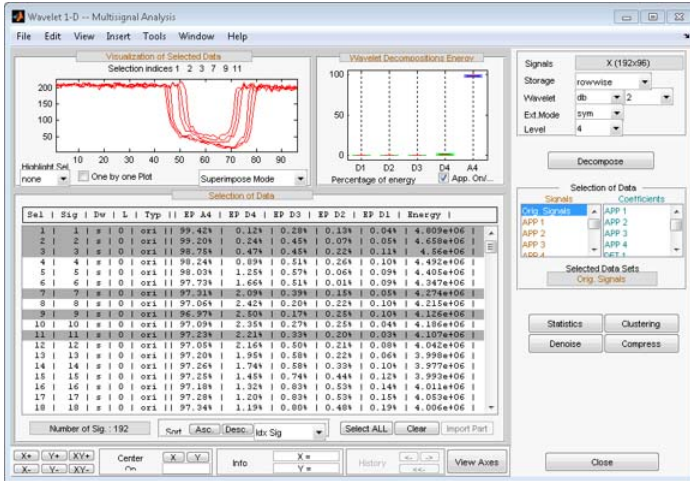 Wavelet 1-D -- Multisignal Analysis
File Edit View Insert Tools Window Help
Visualization of Selected Data
Selection indices 1 2 3 7 9 11
200
150
100
50
10 20 30 40 50 60 70 80 90
Highlight Sel.
none
One by one Plot
Superimpose Mode
Wavelet Decompositions Energy
100
50
0
D1 D2 D3 D4 A4
Percentage of energy
App. On/...
Selection of Data
Sel | Sig | Dw | L | Typ || EP A4 | EP D4 | EP D3 | EP D2 | EP D1 | Energy |
1 | 1 | s | 0 | ori || 99.42% | 0.12% | 0.28% | 0.13% | 0.04% | 4.809e+06 |
2 | 2 | s | 0 | ori || 99.20% | 0.24% | 0.45% | 0.07% | 0.05% | 4.658e+06 |
3 | 3 | s | 0 | ori || 98.75% | 0.47% | 0.45% | 0.22% | 0.11% | 4.56e+06 |
4 | 4 | s | 0 | ori || 98.24% | 0.89% | 0.51% | 0.26% | 0.10% | 4.492e+06 |
5 | 5 | s | 0 | ori || 98.03% | 1.25% | 0.57% | 0.06% | 0.09% | 4.405e+06 |
6 | 6 | s | 0 | ori || 97.73% | 1.66% | 0.51% | 0.01% | 0.09% | 4.347e+06 |
7 | 7 | s | 0 | ori || 97.31% | 2.09% | 0.39% | 0.15% | 0.05% | 4.274e+06 |
8 | 8 | s | 0 | ori || 97.06% | 2.42% | 0.20% | 0.22% | 0.10% | 4.215e+06 |
9 | 9 | s | 0 | ori || 96.97% | 2.50% | 0.17% | 0.25% | 0.10% | 4.126e+06 |
10 | 10 | s | 0 | ori || 97.09% | 2.35% | 0.27% | 0.25% | 0.04% | 4.186e+06 |
11 | 11 | s | 0 | ori || 97.23% | 2.21% | 0.33% | 0.20% | 0.03% | 4.107e+06 |
12 | 12 | s | 0 | ori || 97.05% | 2.16% | 0.50% | 0.21% | 0.08% | 4.042e+06 |
13 | 13 | s | 0 | ori || 97.20% | 1.95% | 0.58% | 0.22% | 0.06% | 3.998e+06 |
14 | 14 | s | 0 | ori || 97.26% | 1.74% | 0.58% | 0.33% | 0.10% | 3.977e+06 |
15 | 15 | s | 0 | ori || 97.25% | 1.45% | 0.74% | 0.44% | 0.12% | 3.993e+06 |
16 | 16 | s | 0 | ori || 97.18% | 1.32% | 0.83% | 0.53% | 0.14% | 4.011e+06 |
17 | 17 | s | 0 | ori || 97.28% | 1.20% | 0.83% | 0.53% | 0.15% | 4.053e+06 |
18 | 18 | s | 0 | ori || 97.34% | 1.19% | 0.80% | 0.48% | 0.19% | 4.006e+06 |
Number of Sig. : 192
Sort Asc. Desc. Idx Sig
Select ALL Clear Import Part
X+ Y+ XY+
X- Y- XY-
Center On X Y
Info X = Y =
History <- -> <<-
View Axes
Signals X (192x96)
Storage rowwise
Wavelet db 2
Ext.Mode sym
Level 4
Decompose
Selection of Data
Signals Coefficients
Orig. Signals APP 1
APP 1 APP 2
APP 2 APP 3
APP 3 APP 4
APP 4 DET 1
Selected Data Sets
Orig. Signals
Statistics Clustering
Denoise Compress
Close